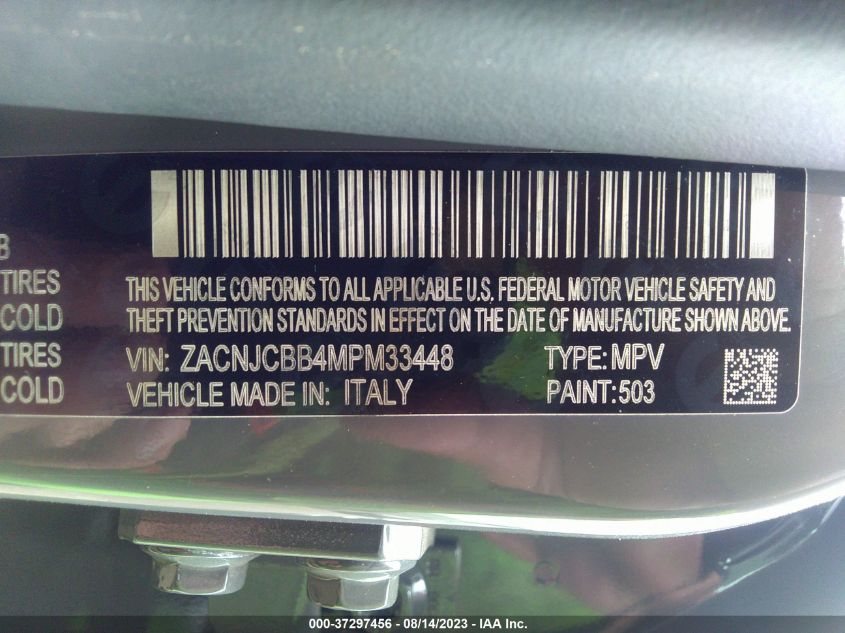 B
TIRES
COLD
TIRES
COLD
THIS VEHICLE CONFORMS TO ALL APPLICABLE U.S. FEDERAL MOTOR VEHICLE SAFETY AND
THEFT PREVENTION STANDARDS IN EFFECT ON THE DATE OF MANUFACTURE SHOWN ABOVE.
VIN: ZACNJCBB4MPM33448 TYPE: MPV
VEHICLE MADE IN: ITALY PAINT: 503
000-37297456 - 08/14/2023 - IAA Inc.